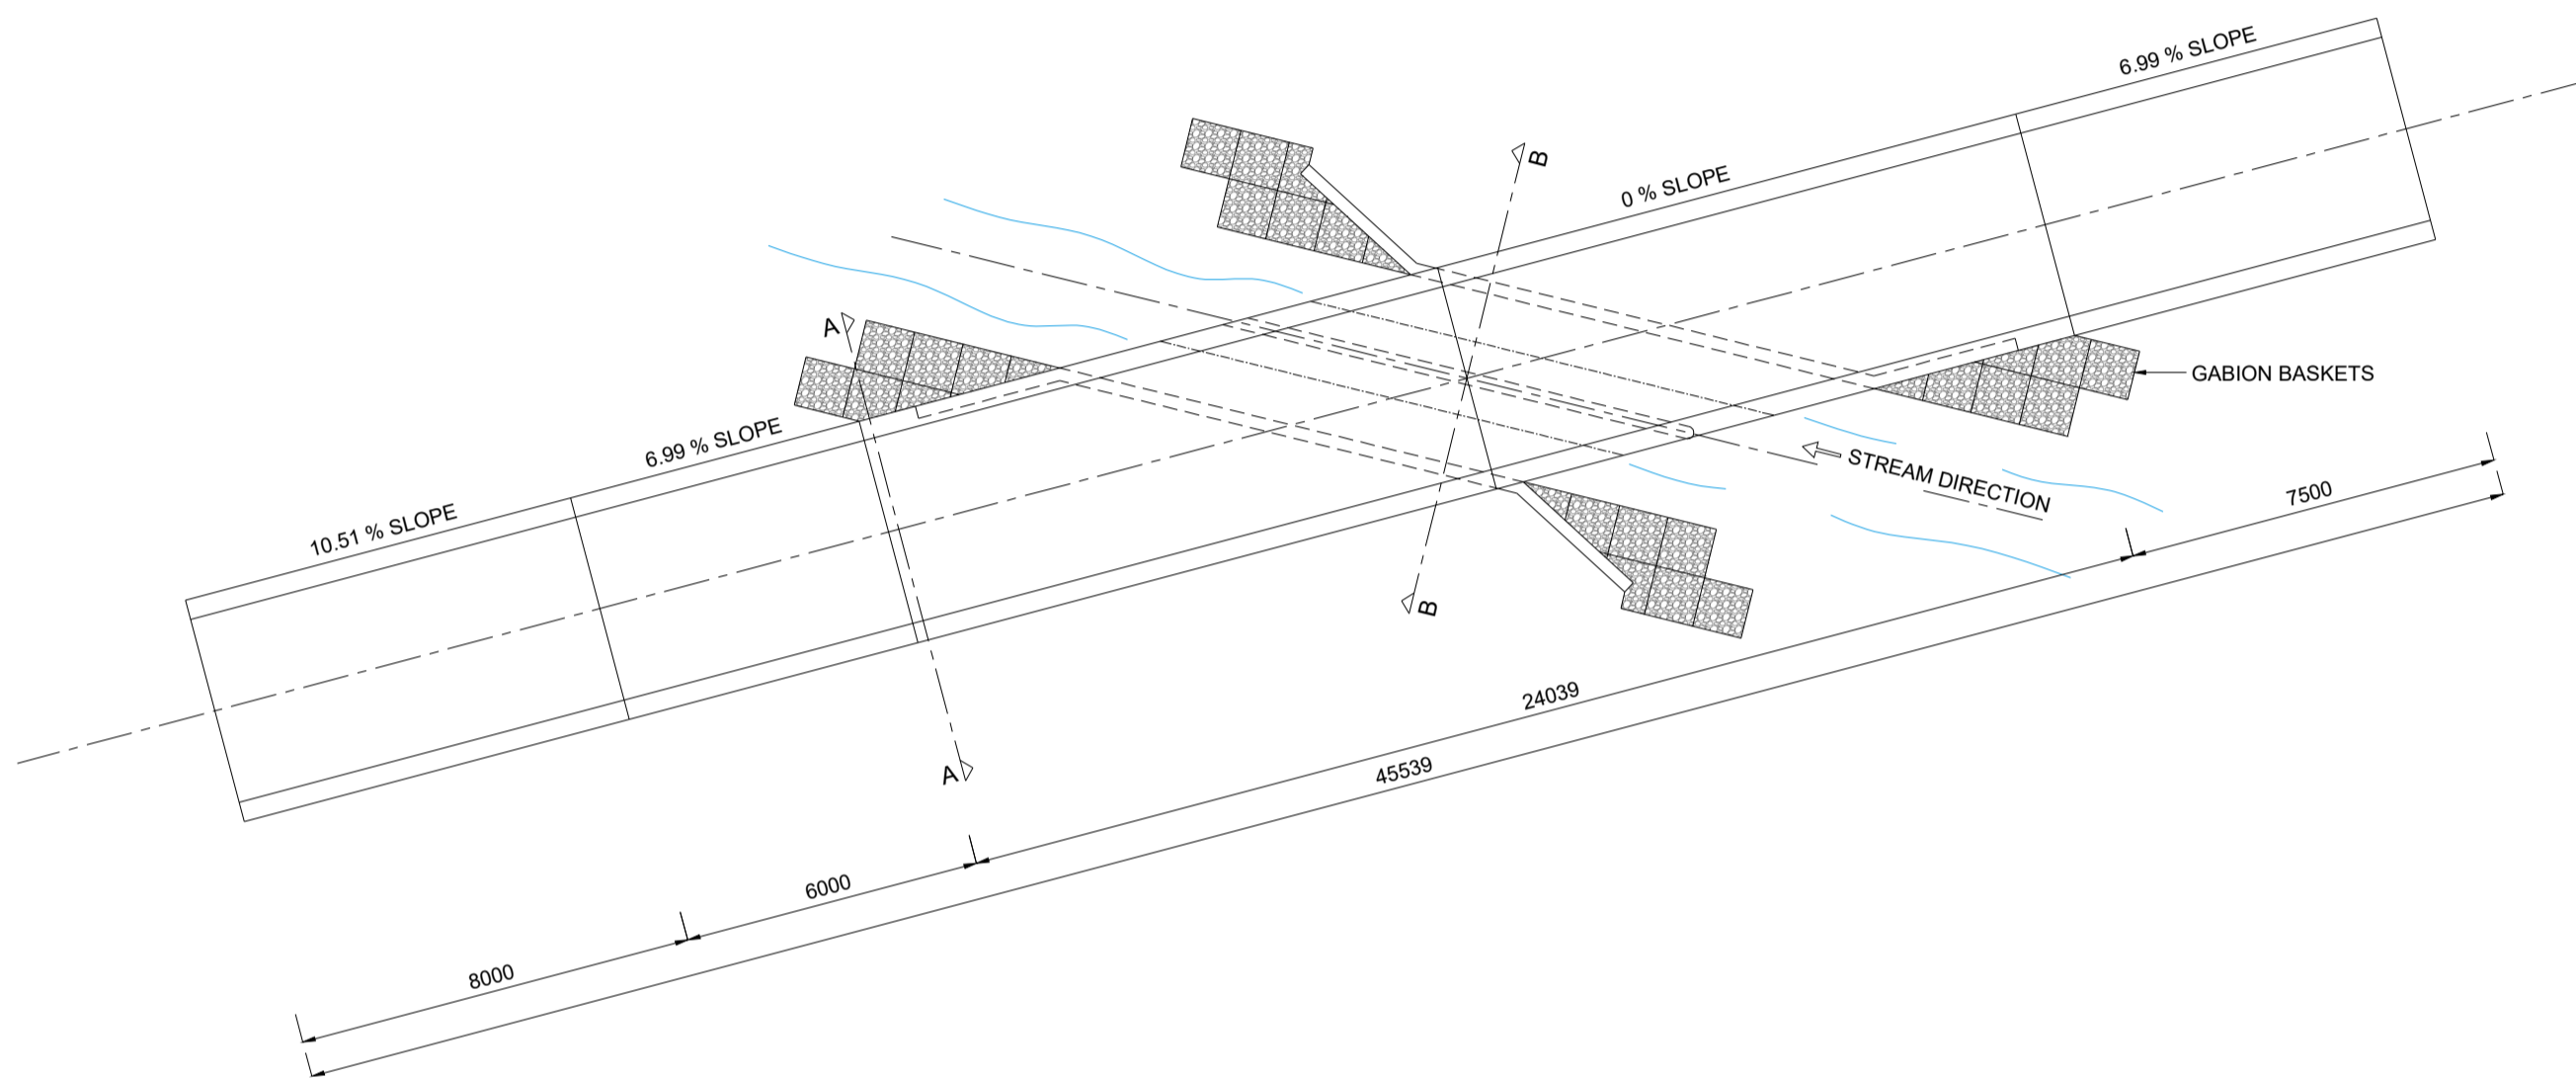 6.99 % SLOPE
B
0 % SLOPE
A
GABION BASKETS
6.99 % SLOPE
STREAM DIRECTION
7500
10.51 % SLOPE
B
24039
45539
A
6000
8000